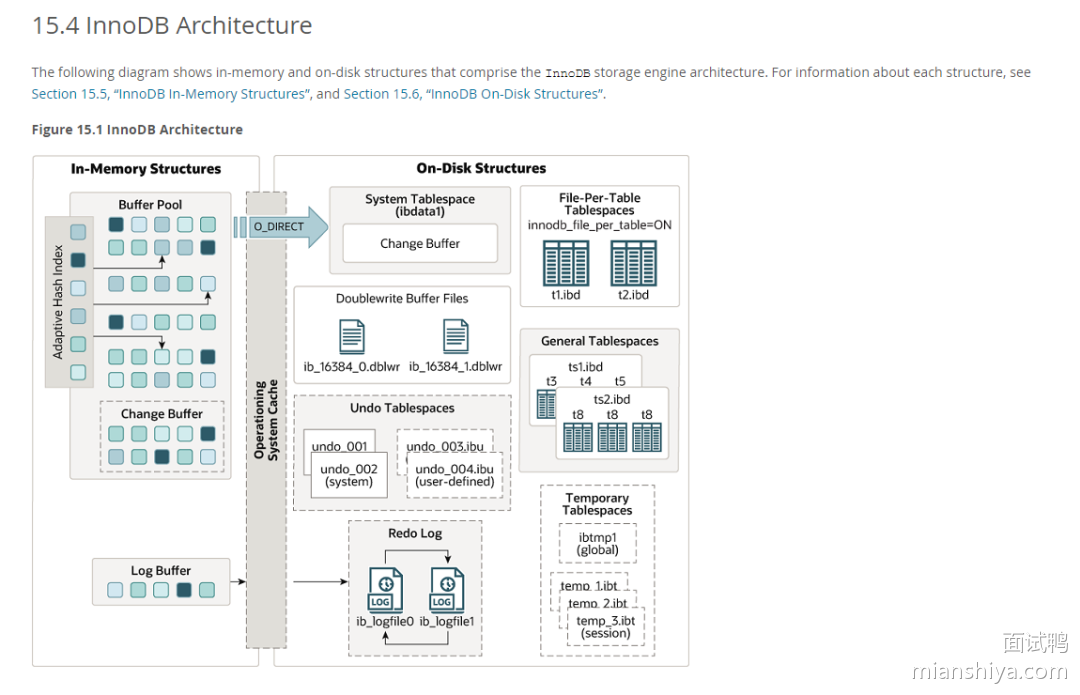 15.4 InnoDB Architecture
The following diagram shows in-memory and on-disk structures that comprise the InnoDB storage engine architecture. For information about each structure, see
Section 15.5, “InnoDB In-Memory Structures”, and Section 15.6, “InnoDB On-Disk Structures”.
Figure 15.1 InnoDB Architecture
In-Memory Structures
Buffer Pool
Adaptive Hash Index
Change Buffer
Log Buffer
Operationing
System Cache
O_DIRECT
On-Disk Structures
System Tablespace
(ibdata1)
Change Buffer
Doublewrite Buffer Files
ib_16384_0.dblwr ib_16384_1.dblwr
Undo Tablespaces
undo_001
undo_002
(system)
undo_003.ibu
undo_004.ibu
(user-defined)
Redo Log
LOG
LOG
ib_logfile0 ib_logfile1
File-Per-Table
Tablespaces
innodb_file_per_table=ON
t1.ibd t2.ibd
General Tablespaces
ts1.ibd
t3 t4 t5
ts2.ibd
t8 t8 t8
Temporary
Tablespaces
ibtmp1
(global)
temp_1.ibt
temp_2.ibt
temp_3.ibt
(session)
面试鸭
mianshiya.com